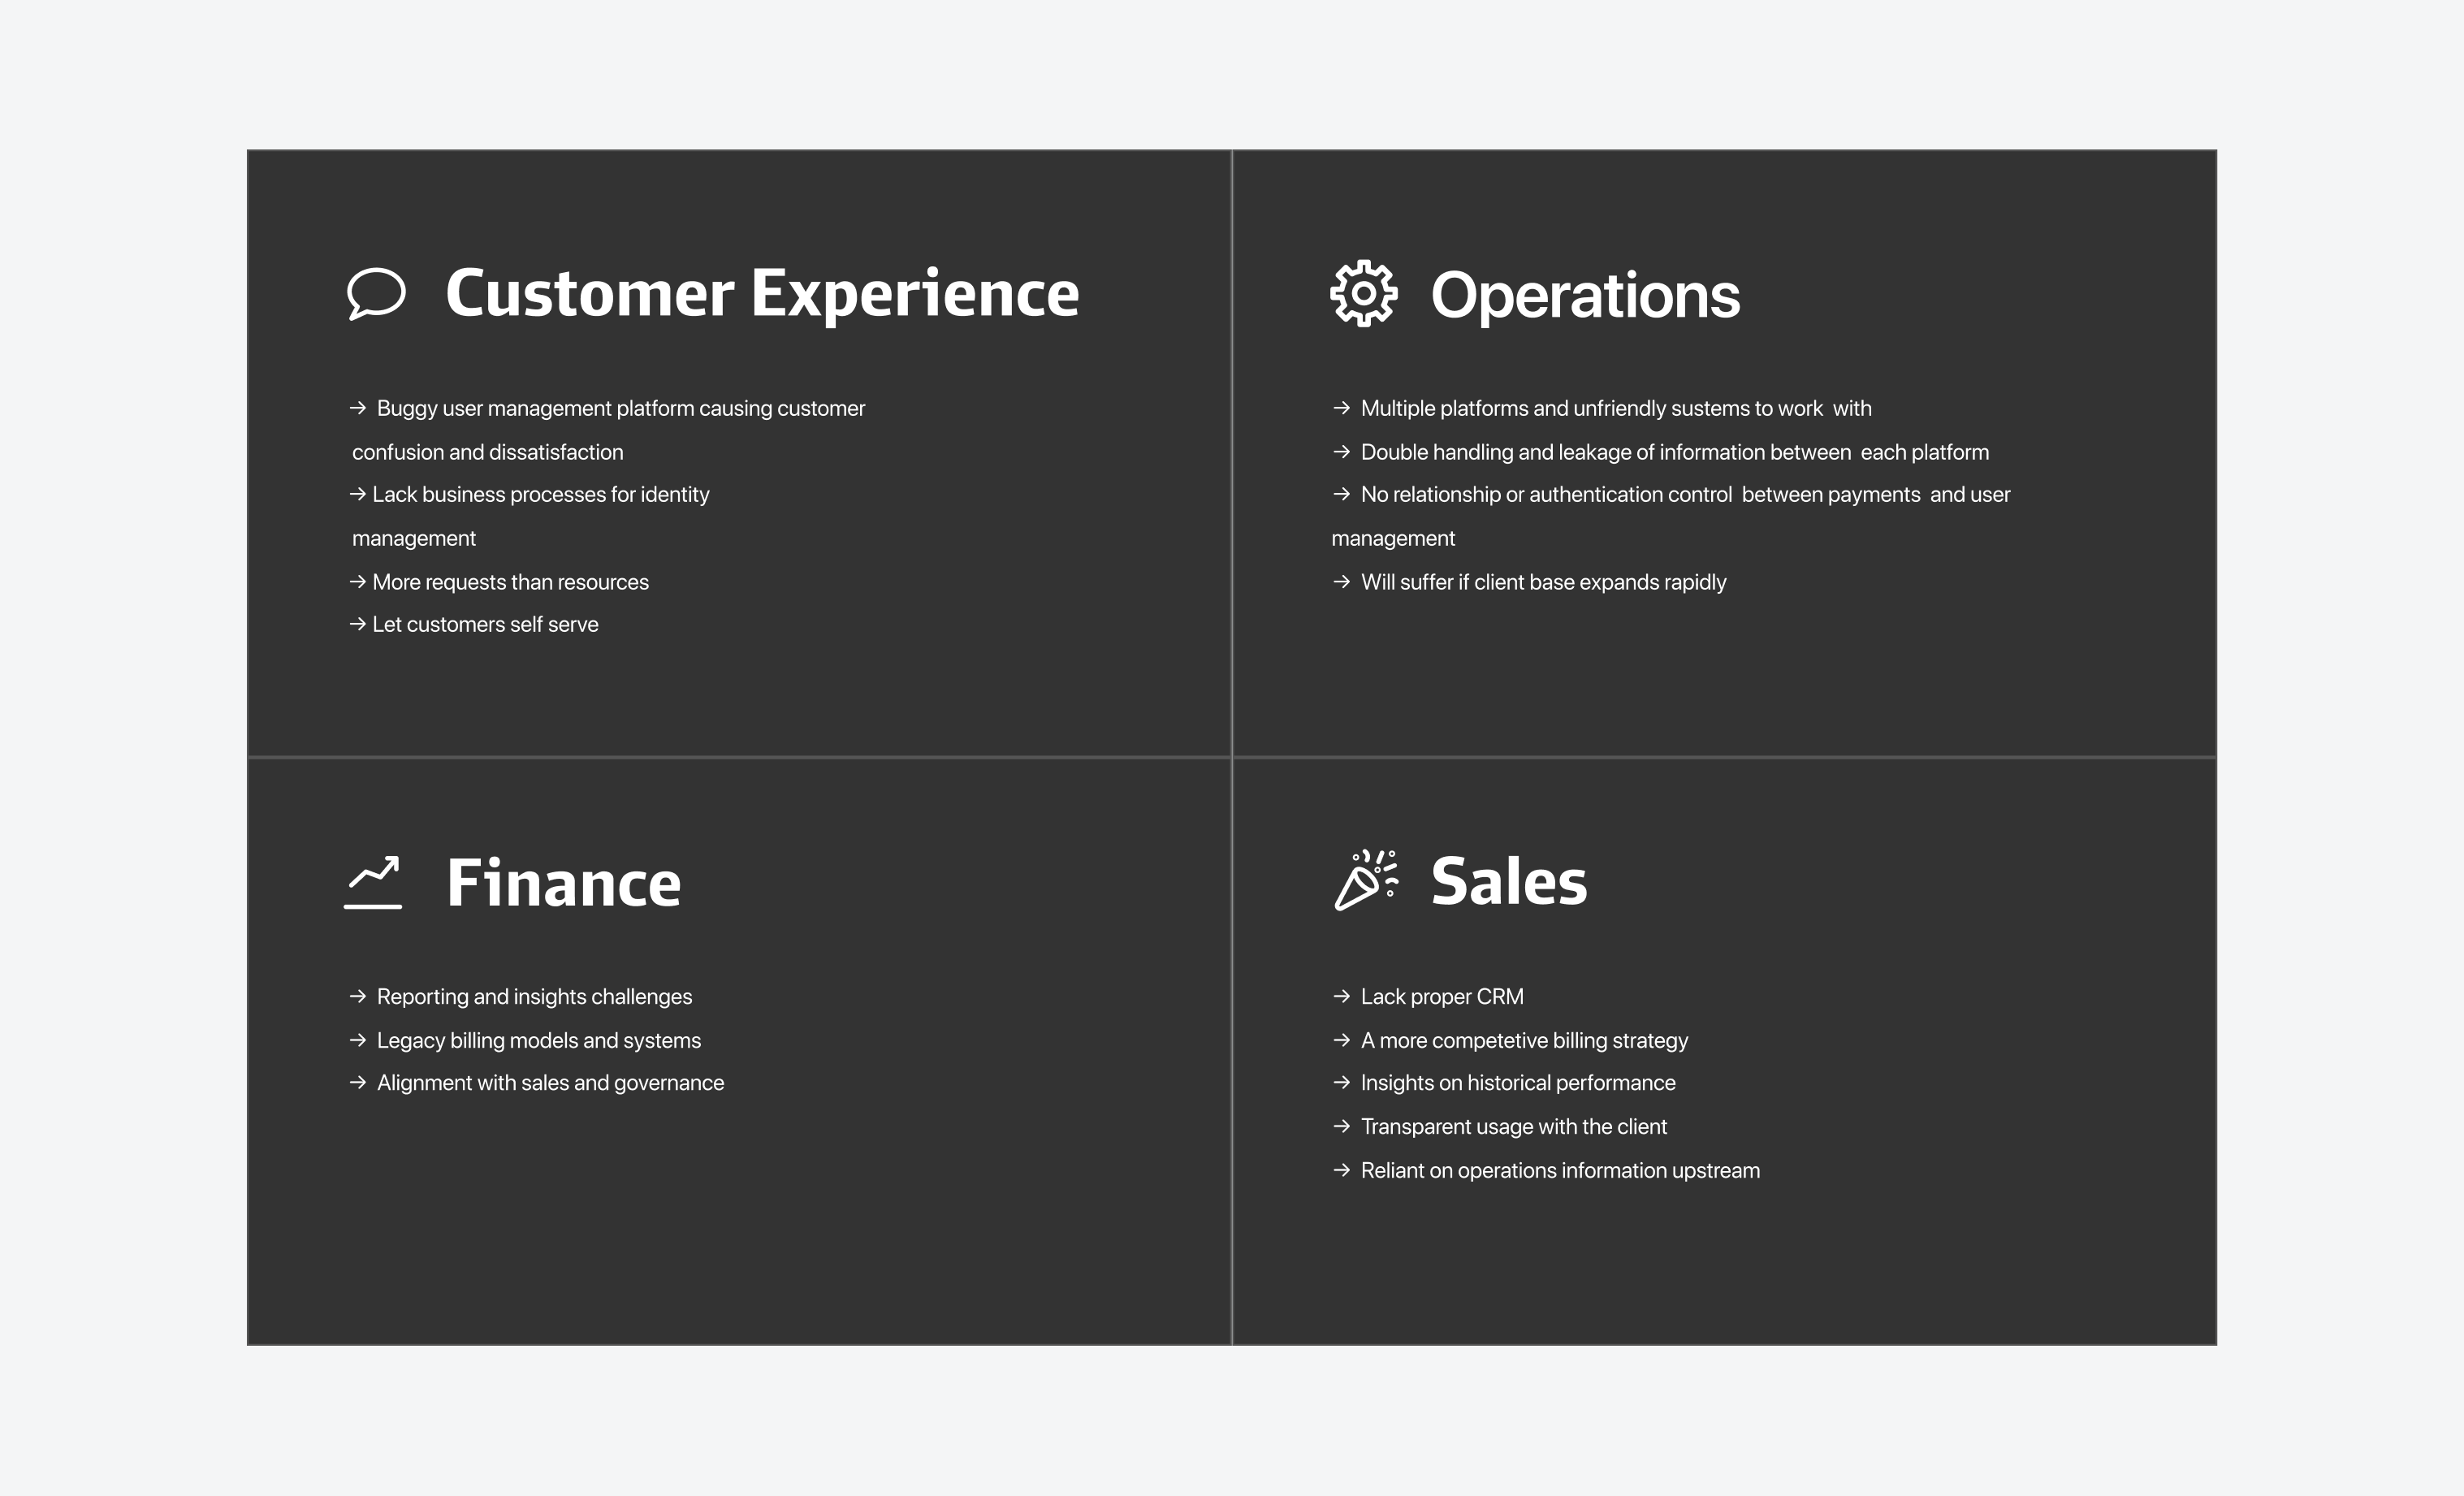 Customer Experience
→ Buggy user management platform causing customer
confusion and dissatisfaction
→ Lack business processes for identity
management
→ More requests than resources
→ Let customers self serve
Operations
→ Multiple platforms and unfriendly sustems to work  with
→ Double handling and leakage of information between  each platform
→ No relationship or authentication control  between payments  and user
management
→ Will suffer if client base expands rapidly
Finance
→ Reporting and insights challenges
→ Legacy billing models and systems
→ Alignment with sales and governance
Sales
→ Lack proper CRM
→ A more competetive billing strategy
→ Insights on historical performance
→ Transparent usage with the client
→ Reliant on operations information upstream